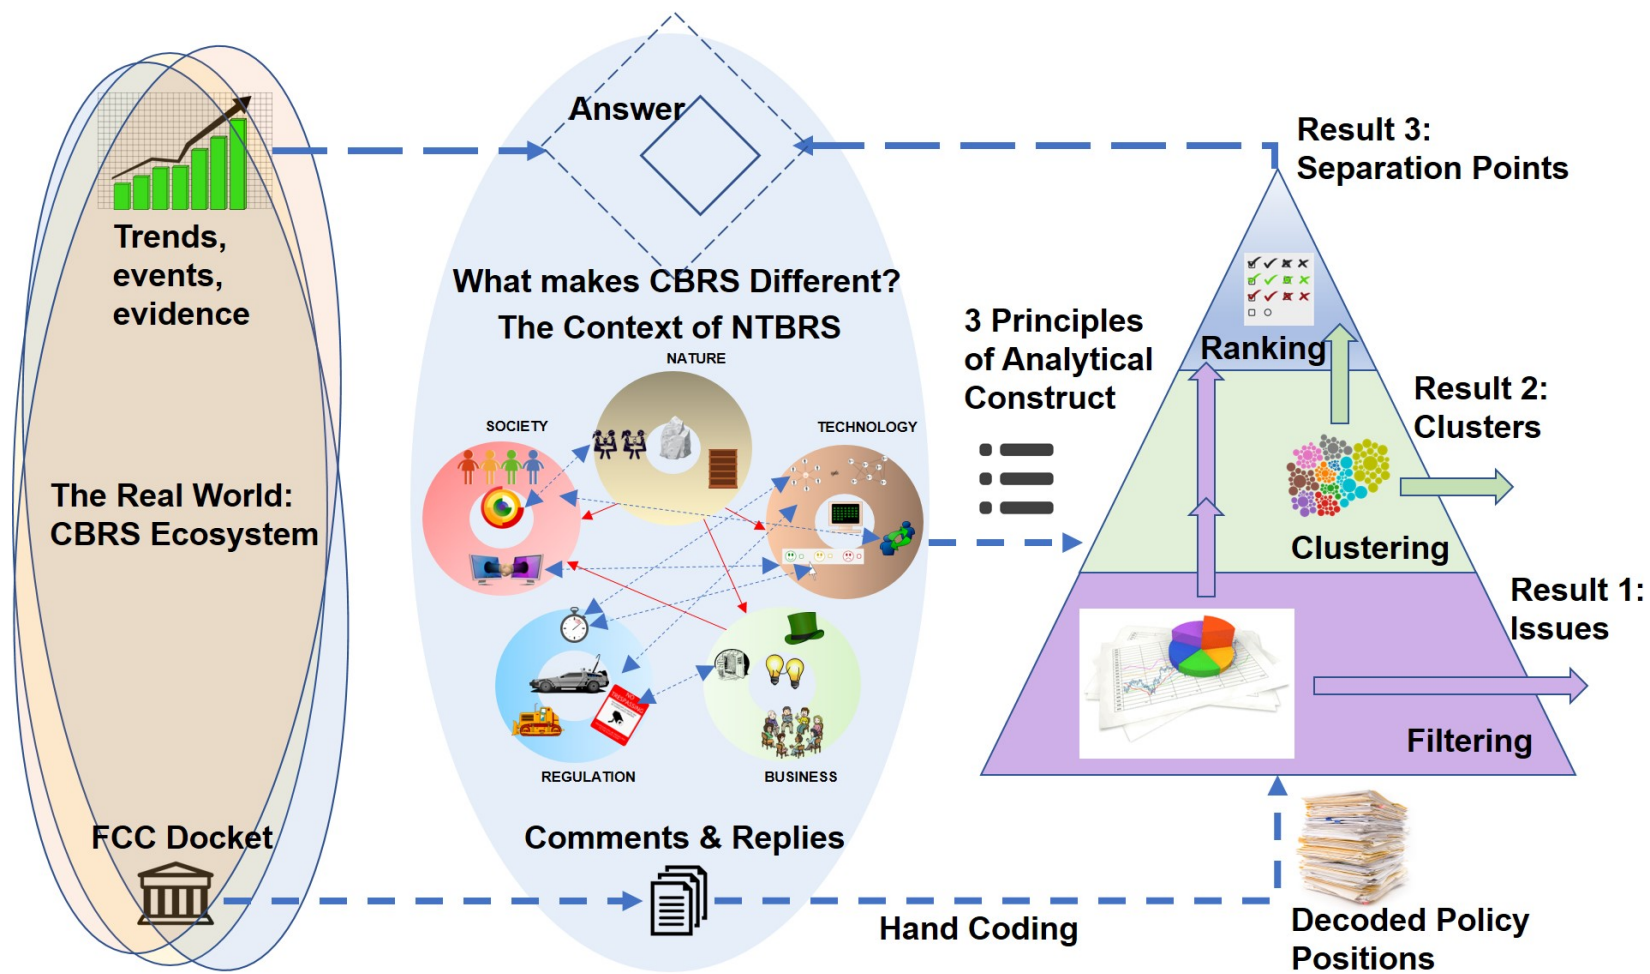 Trends,
events,
evidence
The Real World:
CBRS Ecosystem
FCC Docket
Answer
What makes CBRS Different?
The Context of NTBRS
NATURE
SOCIETY
TECHNOLOGY
REGULATION
BUSINESS
Comments & Replies
Hand Coding
3 Principles
of Analytical
Construct
Result 3:
Separation Points
Ranking
Result 2:
Clusters
Clustering
Result 1:
Issues
Filtering
Decoded Policy
Positions